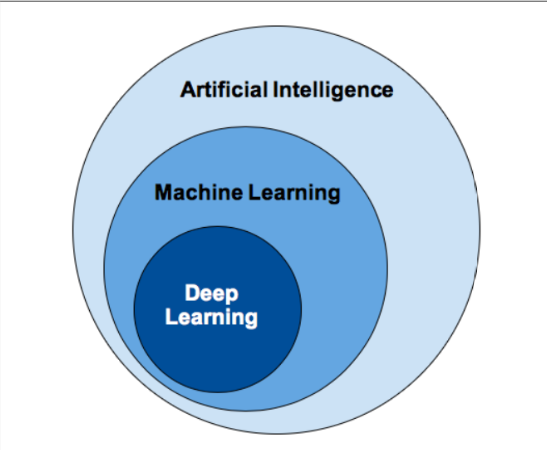 Artificial Intelligence
Machine Learning
Deep
Learning